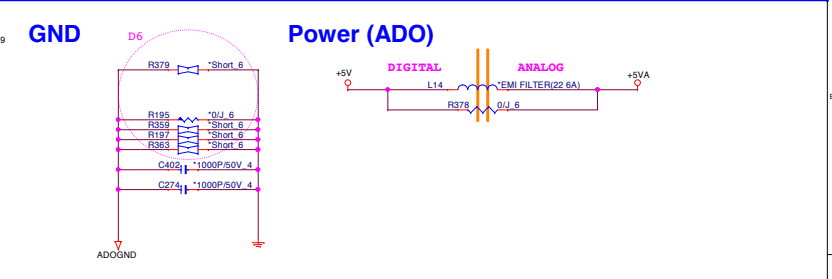 GND
Power (ADO)
9
D6
R379 *Short_6
+5V
DIGITAL ANALOG
+5VA
L14 *EMI FILTER(22 6A)
R378 0/J_6
R195 *0/J_6
R359 *Short_6
R197 *Short_6
R363 *Short_6
C402 *1000P/50V_4
C274 *1000P/50V_4
ADOGND